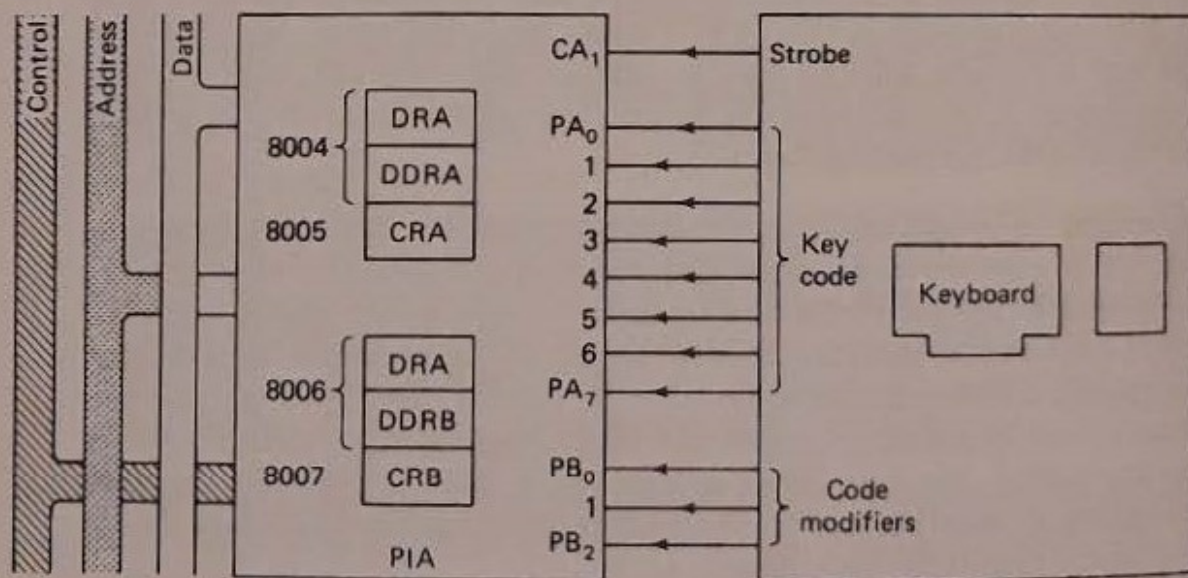 Control
Address
Data
8004
DRA
DDRA
8005
CRA
8006
DRA
DDRB
8007
CRB
PIA
CA₁
PA₀
1
2
3
4
5
6
PA₇
PB₀
1
PB₂
Strobe
Key
code
Code
modifiers
Keyboard